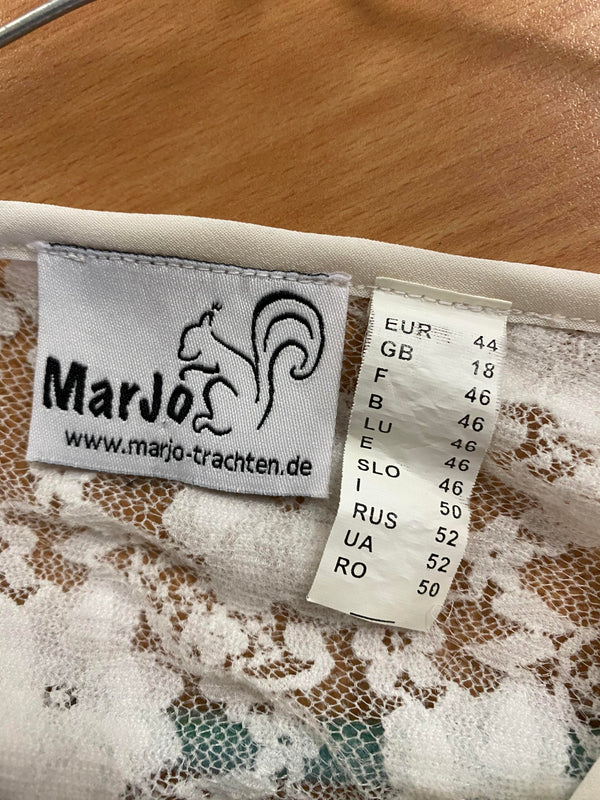 MarJo
www.marjo-trachten.de
EUR 44
GB 18
F 46
B 46
LU 46
E 46
SLO 46
I 50
RUS 52
UA 52
RO 50